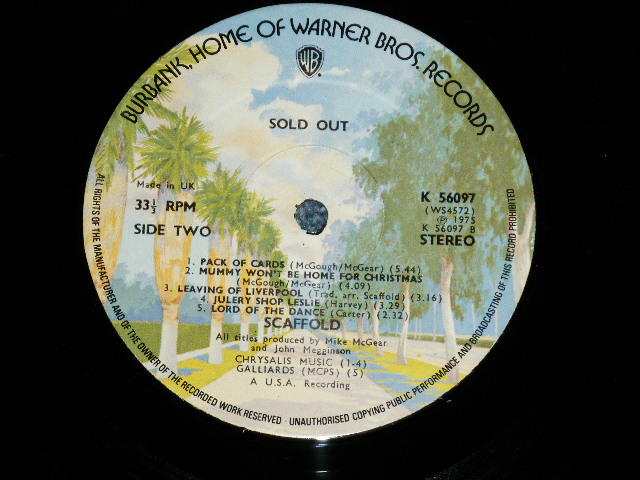 BURBANK, HOME OF WARNER BROS. RECORDS
WB
SOLD OUT
Made in UK
33⅓ RPM
SIDE TWO
K 56097
(WS4572)
℗ 1975
K 56097 B
STEREO
1. PACK OF CARDS (McGough/McGear) (5.44)
2. MUMMY WON'T BE HOME FOR CHRISTMAS
(McGough/McGear) (4.09)
3. LEAVING OF LIVERPOOL (Trad. arr. Scaffold) (3.16)
4. JULERY SHOP LESLIE (Harvey) (3.29)
5. LORD OF THE DANCE (Carter) (2.32)
SCAFFOLD
All titles produced by Mike McGear
and John Megginson
CHRYSALIS MUSIC (1-4)
GALLIARDS (MCPS) (5)
A U.S.A. Recording
ALL RIGHTS OF THE MANUFACTURER AND OF THE OWNER OF THE RECORDED WORK RESERVED · UNAUTHORISED COPYING PUBLIC PERFORMANCE AND BROADCASTING OF THIS RECORD PROHIBITED